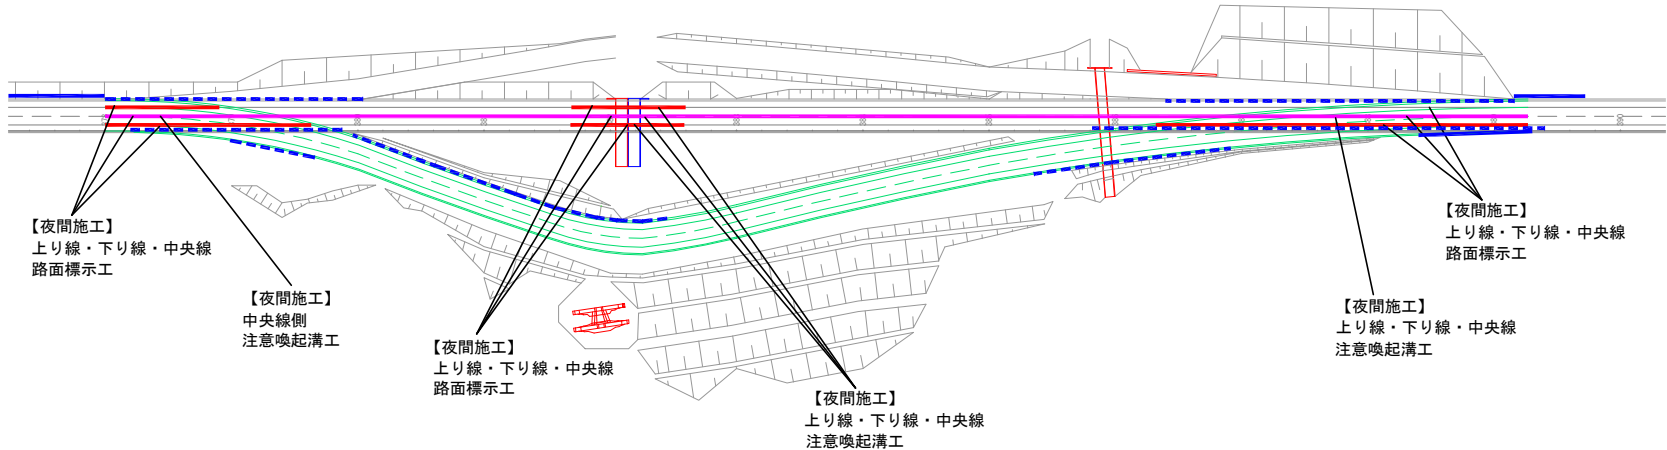 【夜間施工】
上り線・下り線・中央線
路面標示工
【夜間施工】
中央線側
注意喚起溝工
【夜間施工】
上り線・下り線・中央線
路面標示工
【夜間施工】
上り線・下り線・中央線
注意喚起溝工
【夜間施工】
上り線・下り線・中央線
注意喚起溝工
【夜間施工】
上り線・下り線・中央線
路面標示工